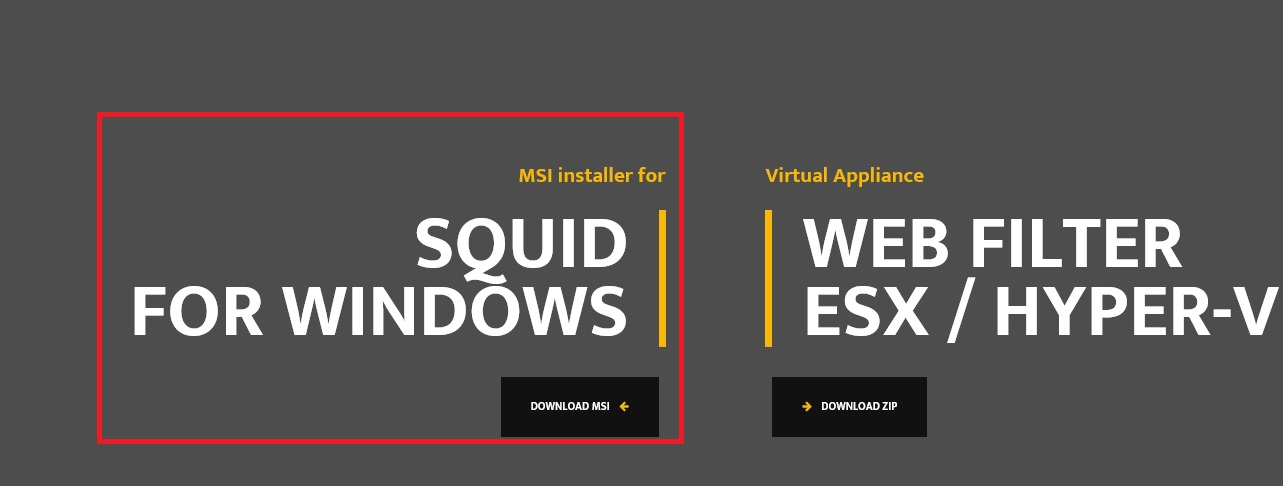 MSI installer for
SQUID
FOR WINDOWS
DOWNLOAD MSI
Virtual Appliance
WEB FILTER
ESX / HYPER-V
DOWNLOAD ZIP